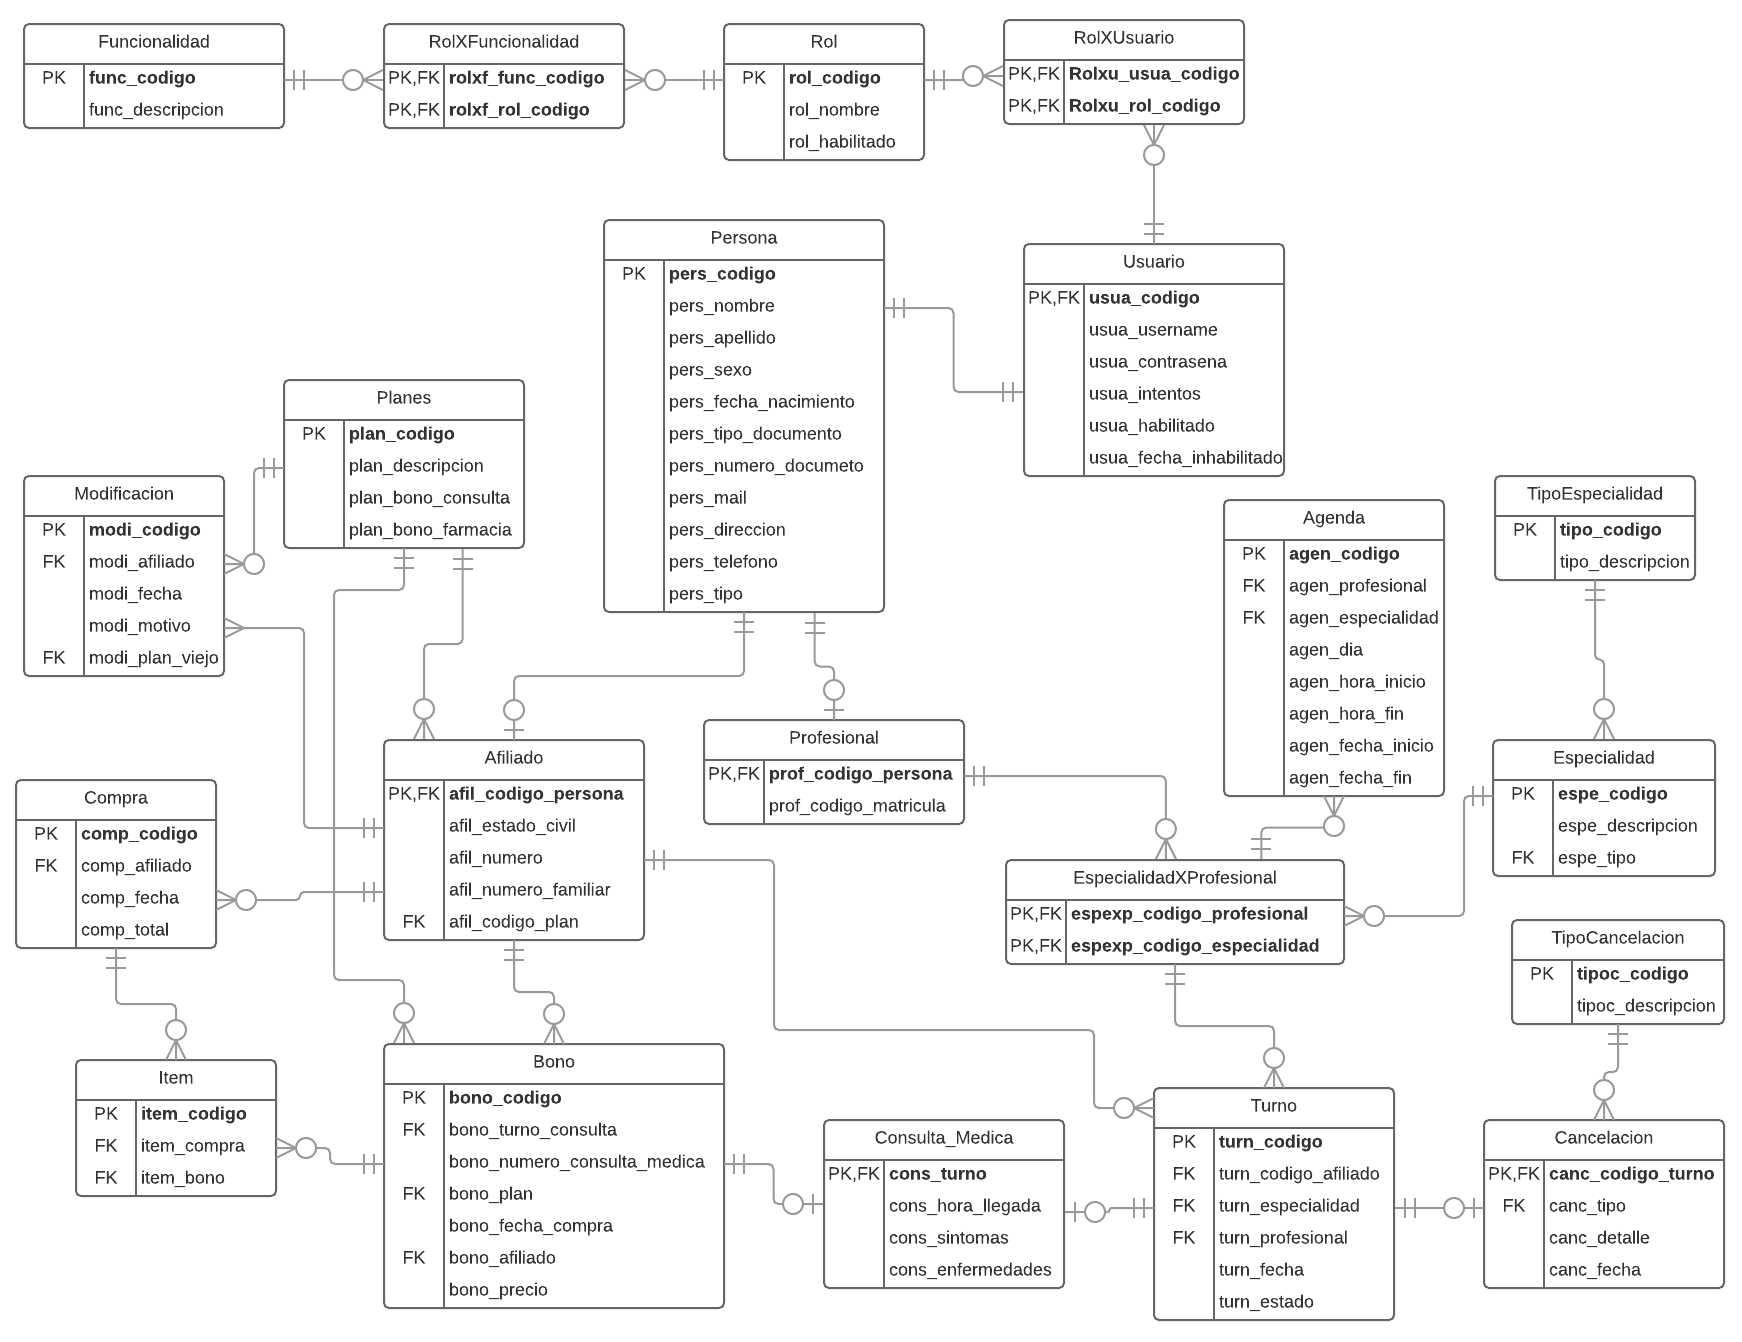 Funcionalidad
PK func_codigo
func_descripcion
RolXFuncionalidad
PK,FK rolxf_func_codigo
PK,FK rolxf_rol_codigo
Rol
PK rol_codigo
rol_nombre
rol_habilitado
RolXUsuario
PK,FK Rolxu_usua_codigo
PK,FK Rolxu_rol_codigo
Persona
PK pers_codigo
pers_nombre
pers_apellido
pers_sexo
pers_fecha_nacimiento
pers_tipo_documento
pers_numero_documeto
pers_mail
pers_direccion
pers_telefono
pers_tipo
Usuario
PK,FK usua_codigo
usua_username
usua_contrasena
usua_intentos
usua_habilitado
usua_fecha_inhabilitado
Planes
PK plan_codigo
plan_descripcion
plan_bono_consulta
plan_bono_farmacia
Modificacion
PK modi_codigo
FK modi_afiliado
modi_fecha
modi_motivo
FK modi_plan_viejo
Agenda
PK agen_codigo
FK agen_profesional
FK agen_especialidad
agen_dia
agen_hora_inicio
agen_hora_fin
agen_fecha_inicio
agen_fecha_fin
TipoEspecialidad
PK tipo_codigo
tipo_descripcion
Afiliado
PK,FK afil_codigo_persona
afil_estado_civil
afil_numero
afil_numero_familiar
FK afil_codigo_plan
Profesional
PK,FK prof_codigo_persona
prof_codigo_matricula
Especialidad
PK espe_codigo
espe_descripcion
FK espe_tipo
Compra
PK comp_codigo
FK comp_afiliado
comp_fecha
comp_total
EspecialidadXProfesional
PK,FK espexp_codigo_profesional
PK,FK espexp_codigo_especialidad
TipoCancelacion
PK tipoc_codigo
tipoc_descripcion
Item
PK item_codigo
FK item_compra
FK item_bono
Bono
PK bono_codigo
FK bono_turno_consulta
bono_numero_consulta_medica
FK bono_plan
bono_fecha_compra
FK bono_afiliado
bono_precio
Consulta_Medica
PK,FK cons_turno
cons_hora_llegada
cons_sintomas
cons_enfermedades
Turno
PK turn_codigo
FK turn_codigo_afiliado
FK turn_especialidad
FK turn_profesional
turn_fecha
turn_estado
Cancelacion
PK,FK canc_codigo_turno
FK canc_tipo
canc_detalle
canc_fecha